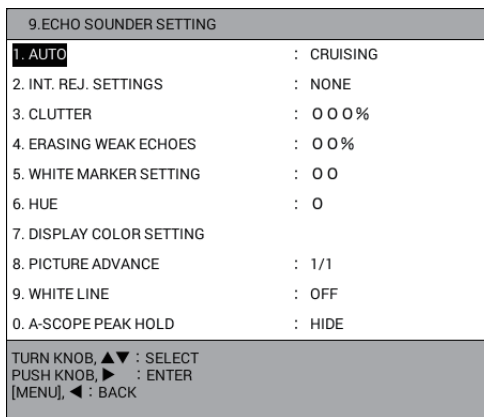 9.ECHO SOUNDER SETTING
1. AUTO : CRUISING
2. INT. REJ. SETTINGS : NONE
3. CLUTTER : 000%
4. ERASING WEAK ECHOES : 00%
5. WHITE MARKER SETTING : 00
6. HUE : 0
7. DISPLAY COLOR SETTING
8. PICTURE ADVANCE : 1/1
9. WHITE LINE : OFF
0. A-SCOPE PEAK HOLD : HIDE
TURN KNOB, ▲▼ : SELECT
PUSH KNOB, ▶ : ENTER
[MENU], ◀ : BACK